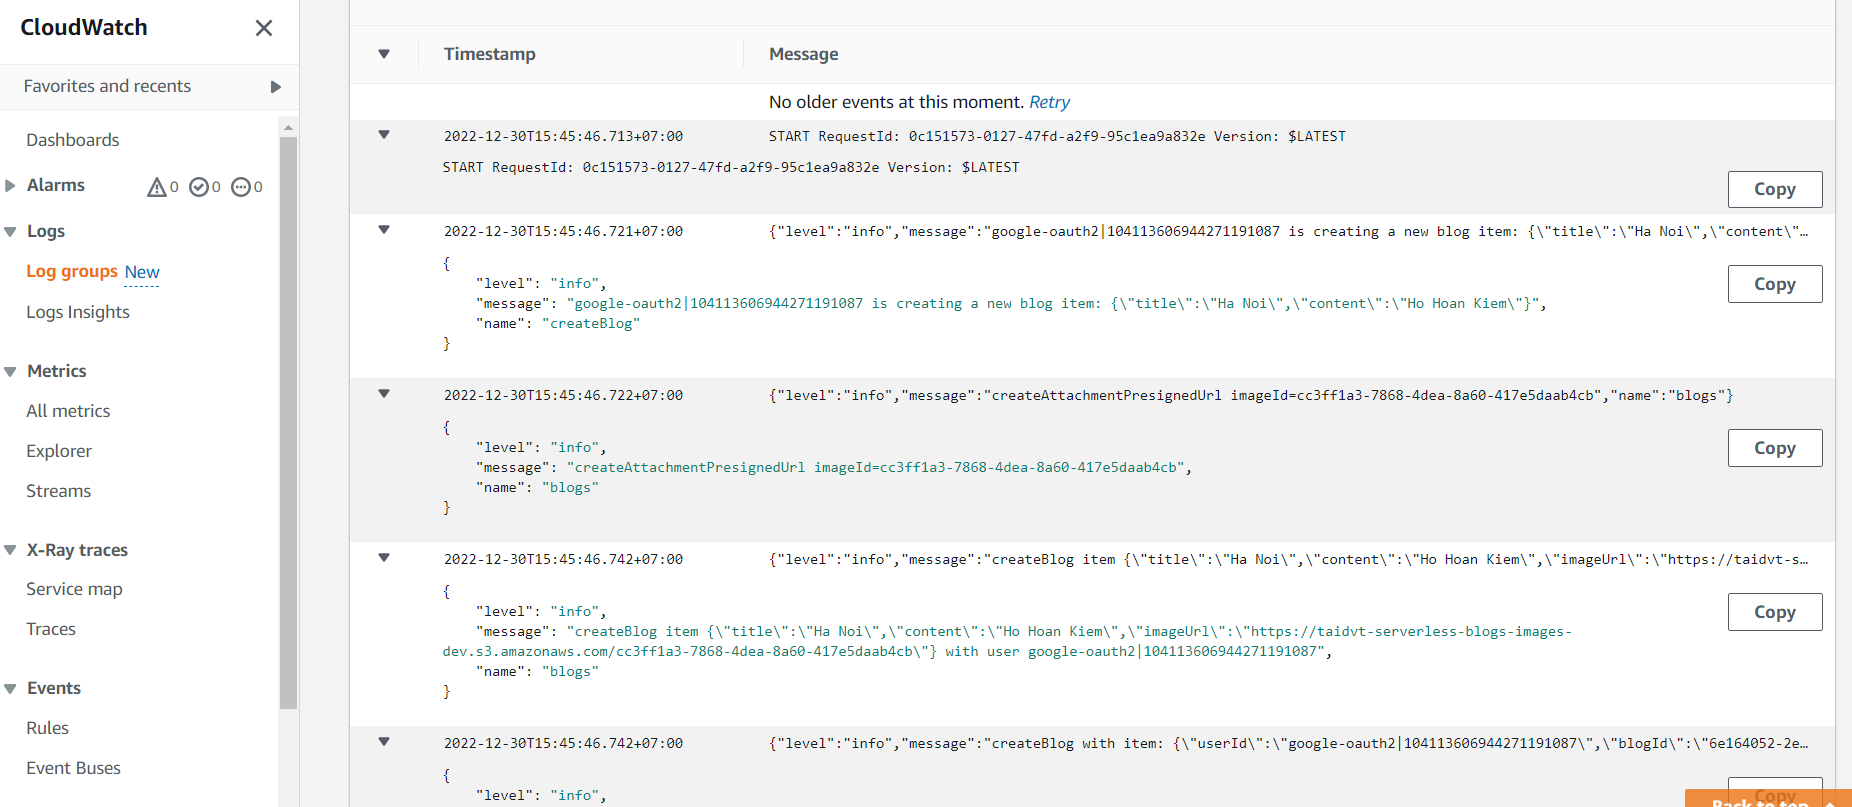 CloudWatch
Favorites and recents
Dashboards
Alarms 0 0 0
Logs
Log groups New
Logs Insights
Metrics
All metrics
Explorer
Streams
X-Ray traces
Service map
Traces
Events
Rules
Event Buses
Timestamp Message
No older events at this moment. Retry
2022-12-30T15:45:46.713+07:00 START RequestId: 0c151573-0127-47fd-a2f9-95c1ea9a832e Version: $LATEST
START RequestId: 0c151573-0127-47fd-a2f9-95c1ea9a832e Version: $LATEST
Copy
2022-12-30T15:45:46.721+07:00 {"level":"info","message":"google-oauth2|104113606944271191087 is creating a new blog item: {\"title\":\"Ha Noi\",\"content\"…
{
"level": "info",
Copy
"message": "google-oauth2|104113606944271191087 is creating a new blog item: {\"title\":\"Ha Noi\",\"content\":\"Ho Hoan Kiem\"}",
"name": "createBlog"
}
2022-12-30T15:45:46.722+07:00 {"level":"info","message":"createAttachmentPresignedUrl imageId=cc3ff1a3-7868-4dea-8a60-417e5daab4cb","name":"blogs"}
{
"level": "info",
Copy
"message": "createAttachmentPresignedUrl imageId=cc3ff1a3-7868-4dea-8a60-417e5daab4cb",
"name": "blogs"
}
2022-12-30T15:45:46.742+07:00 {"level":"info","message":"createBlog item {\"title\":\"Ha Noi\",\"content\":\"Ho Hoan Kiem\",\"imageUrl\":\"https://taidvt-s…
{
"level": "info",
Copy
"message": "createBlog item {\"title\":\"Ha Noi\",\"content\":\"Ho Hoan Kiem\",\"imageUrl\":\"https://taidvt-serverless-blogs-images-
dev.s3.amazonaws.com/cc3ff1a3-7868-4dea-8a60-417e5daab4cb\"} with user google-oauth2|104113606944271191087",
"name": "blogs"
}
2022-12-30T15:45:46.742+07:00 {"level":"info","message":"createBlog with item: {\"userId\":\"google-oauth2|104113606944271191087\",\"blogId\":\"6e164052-2e…
{
"level": "info",
Copy
Back to top